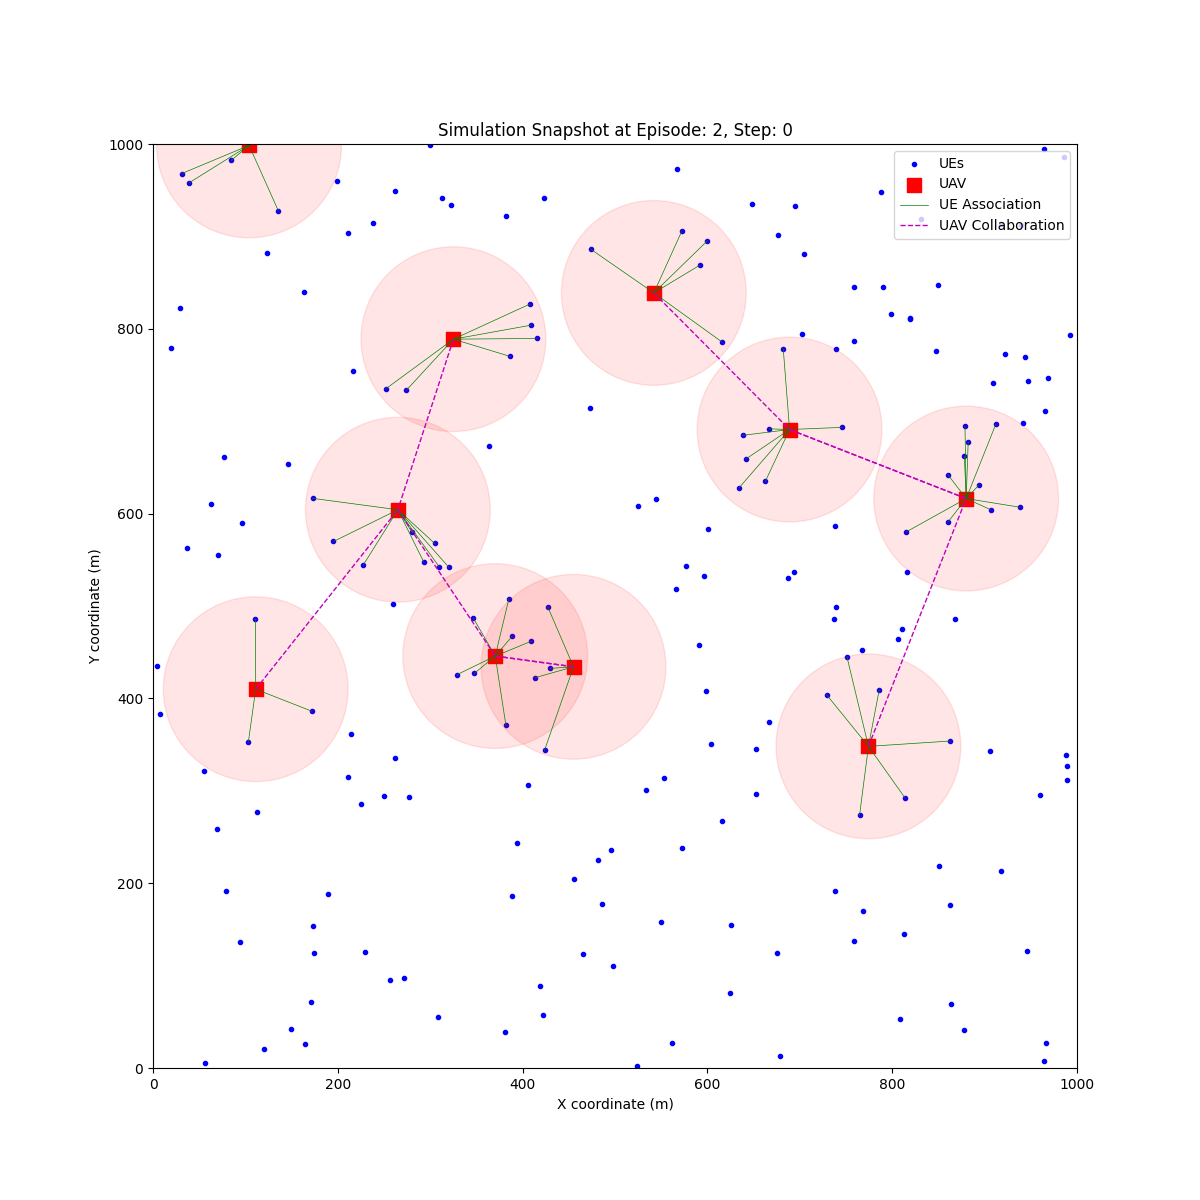 Simulation Snapshot at Episode: 2, Step: 0
1000
800
600
400
200
0
Y coordinate (m)
UEs
UAV
UE Association
UAV Collaboration
0 200 400 600 800 1000
X coordinate (m)